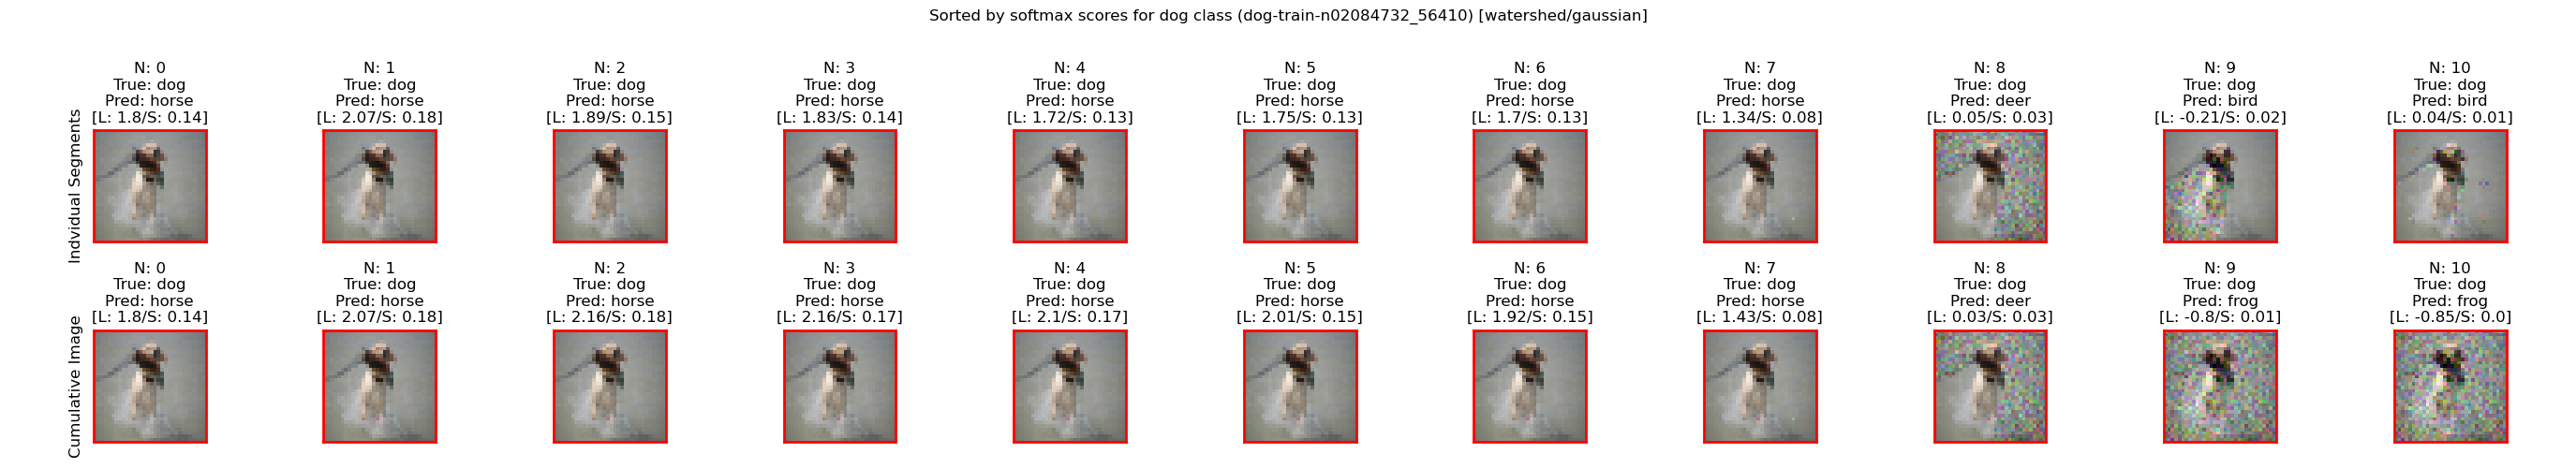 Sorted by softmax scores for dog class (dog-train-n02084732_56410) [watershed/gaussian]
Indvidual Segments
N: 0
True: dog
Pred: horse
[L: 1.8/S: 0.14]
N: 1
True: dog
Pred: horse
[L: 2.07/S: 0.18]
N: 2
True: dog
Pred: horse
[L: 1.89/S: 0.15]
N: 3
True: dog
Pred: horse
[L: 1.83/S: 0.14]
N: 4
True: dog
Pred: horse
[L: 1.72/S: 0.13]
N: 5
True: dog
Pred: horse
[L: 1.75/S: 0.13]
N: 6
True: dog
Pred: horse
[L: 1.7/S: 0.13]
N: 7
True: dog
Pred: horse
[L: 1.34/S: 0.08]
N: 8
True: dog
Pred: deer
[L: 0.05/S: 0.03]
N: 9
True: dog
Pred: bird
[L: -0.21/S: 0.02]
N: 10
True: dog
Pred: bird
[L: 0.04/S: 0.01]
Cumulative Image
N: 0
True: dog
Pred: horse
[L: 1.8/S: 0.14]
N: 1
True: dog
Pred: horse
[L: 2.07/S: 0.18]
N: 2
True: dog
Pred: horse
[L: 2.16/S: 0.18]
N: 3
True: dog
Pred: horse
[L: 2.16/S: 0.17]
N: 4
True: dog
Pred: horse
[L: 2.1/S: 0.17]
N: 5
True: dog
Pred: horse
[L: 2.01/S: 0.15]
N: 6
True: dog
Pred: horse
[L: 1.92/S: 0.15]
N: 7
True: dog
Pred: horse
[L: 1.43/S: 0.08]
N: 8
True: dog
Pred: deer
[L: 0.03/S: 0.03]
N: 9
True: dog
Pred: frog
[L: -0.8/S: 0.01]
N: 10
True: dog
Pred: frog
[L: -0.85/S: 0.0]